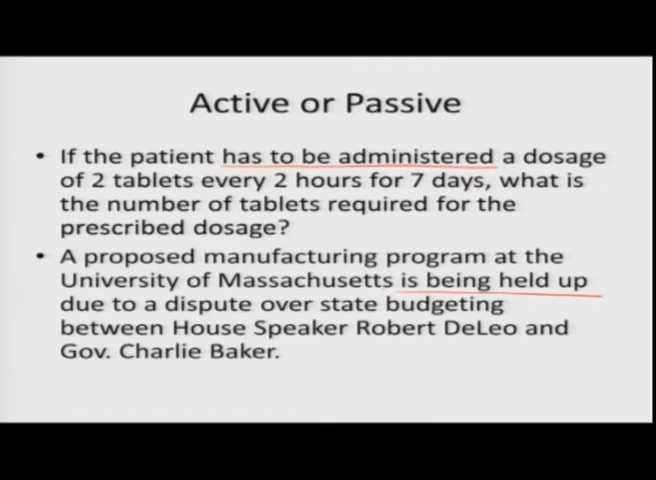 Active or Passive
• If the patient has to be administered a dosage
of 2 tablets every 2 hours for 7 days, what is
the number of tablets required for the
prescribed dosage?
• A proposed manufacturing program at the
University of Massachusetts is being held up
due to a dispute over state budgeting
between House Speaker Robert DeLeo and
Gov. Charlie Baker.